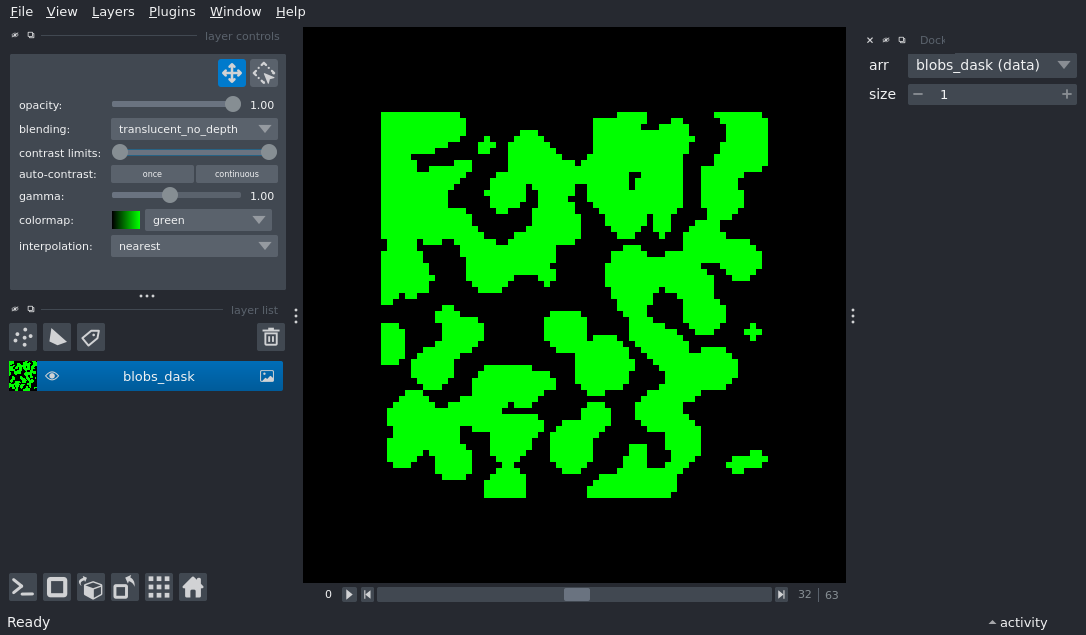 File View Layers Plugins Window Help
layer controls
opacity: 1.00
blending: translucent_no_depth
contrast limits:
auto-contrast: once continuous
gamma: 1.00
colormap: green
interpolation: nearest
layer list
blobs_dask
0 32 63
Dock
arr blobs_dask (data)
size 1
Ready
activity